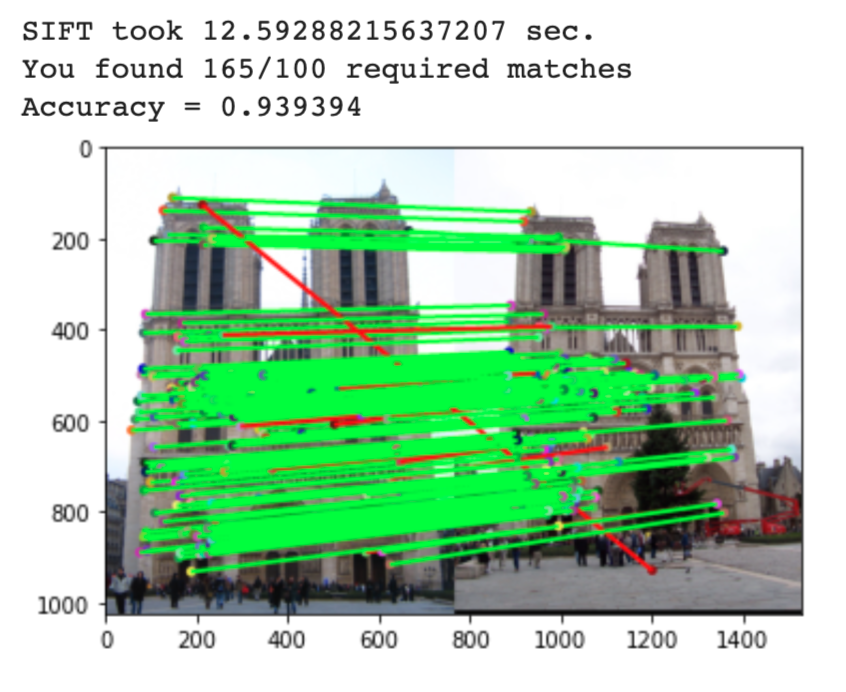 SIFT took 12.59288215637207 sec.
You found 165/100 required matches
Accuracy = 0.939394
0
200
400
600
800
1000
0 200 400 600 800 1000 1200 1400